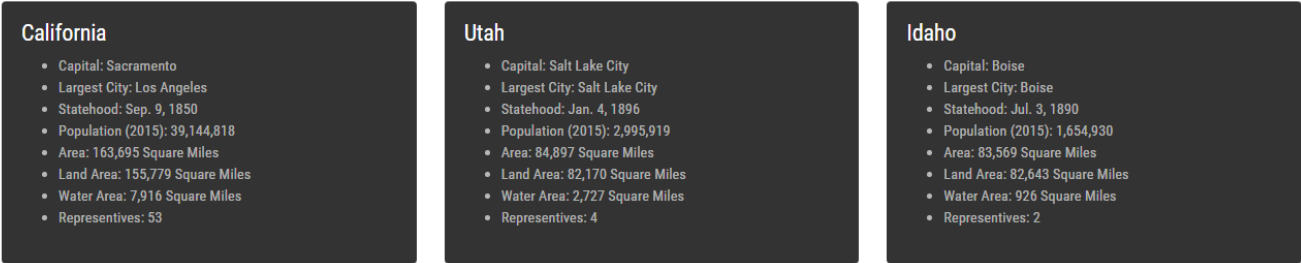 California
Capital: Sacramento
Largest City: Los Angeles
Statehood: Sep. 9, 1850
Population (2015): 39,144,818
Area: 163,695 Square Miles
Land Area: 155,779 Square Miles
Water Area: 7,916 Square Miles
Representives: 53
Utah
Capital: Salt Lake City
Largest City: Salt Lake City
Statehood: Jan. 4, 1896
Population (2015): 2,995,919
Area: 84,897 Square Miles
Land Area: 82,170 Square Miles
Water Area: 2,727 Square Miles
Representives: 4
Idaho
Capital: Boise
Largest City: Boise
Statehood: Jul. 3, 1890
Population (2015): 1,654,930
Area: 83,569 Square Miles
Land Area: 82,643 Square Miles
Water Area: 926 Square Miles
Representives: 2